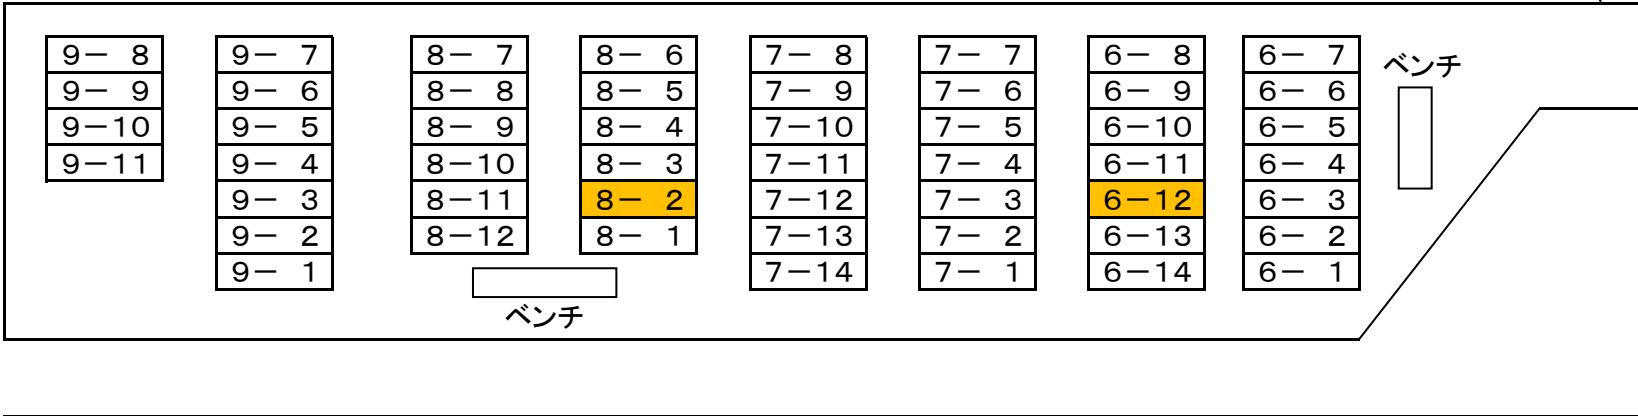 ９－　８　９－　７　８－　７　８－　６　７－　８　７－　７　６－　８　６－　７
ベンチ
９－　９　９－　６　８－　８　８－　５　７－　９　７－　６　６－　９　６－　６
９－10　９－　５　８－　９　８－　４　７－10　７－　５　６－10　６－　５
９－11　９－　４　８－10　８－　３　７－11　７－　４　６－11　６－　４
９－　３　８－11　８－　２　７－12　７－　３　６－12　６－　３
９－　２　８－12　８－　１　７－13　７－　２　６－13　６－　２
９－　１　７－14　７－　１　６－14　６－　１
ベンチ